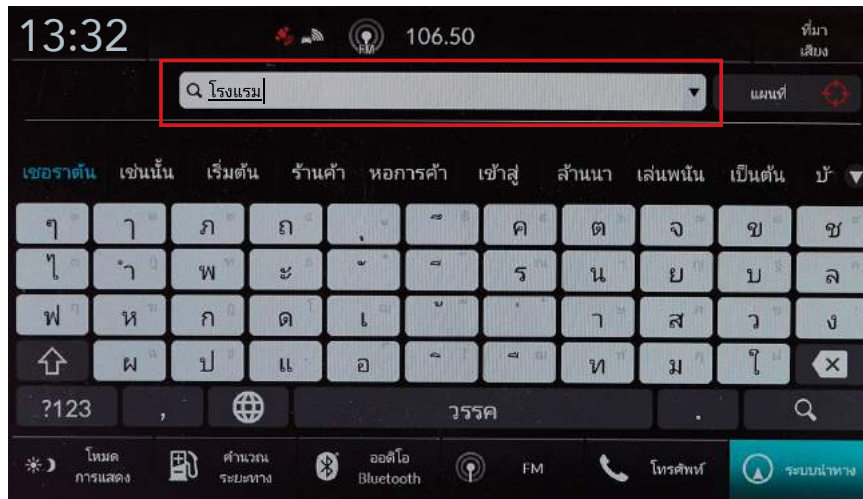 13:32 FM 106.50 ที่มา
เสียง
โรงแรม แผนที่
เชอราตัน เช่นนั้น เริ่มต้น ร้านค้า หอการค้า เข้าสู่ ล้านนา เล่นพนัน เป็นต้น
ๆ ๅ ภ ถ ุ ึ ค ต จ ข ช
ไ ำ พ ะ ั ี ร น ย บ ล
ฟ ห ก ด เ ้ ่ า ส ว ง
ผ ป แ อ ิ ื ท ม ใ
?123 , วรรค .
โหมด คำนวณ ออดิโอ
การแสดง ระยะทาง Bluetooth FM โทรศัพท์ ระบบนำทาง